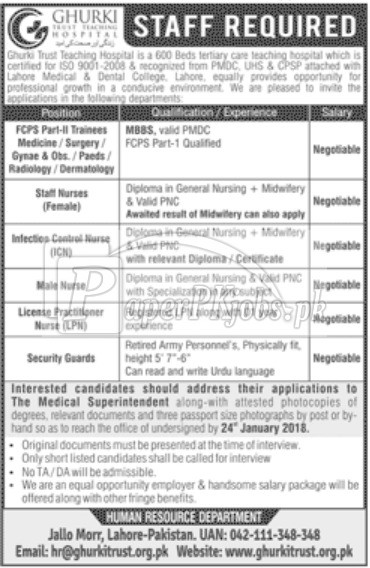 GHURKI
TRUST TEACHING
HOSPITAL
STAFF REQUIRED
Ghurki Trust Teaching Hospital is a 600 Beds tertiary care teaching hospital which is
certified for ISO 9001-2008 & recognized from PMDC, UHS & CPSP attached with
Lahore Medical & Dental College, Lahore, equally provides opportunity for
professional growth in a conducive environment. We are pleased to invite the
applications in the following departments:
Position Qualification / Experience Salary
FCPS Part-II Trainees
Medicine / Surgery /
Gynae & Obs. / Paeds /
Radiology / Dermatology
MBBS, valid PMDC
FCPS Part-1 Qualified
Negotiable
Staff Nurses
(Female)
Diploma in General Nursing + Midwifery
& Valid PNC
Awaited result of Midwifery can also apply
Negotiable
Infection Control Nurse
(ICN)
Diploma in General Nursing + Midwifery
& Valid PNC
with relevant Diploma / Certificate
Negotiable
Male Nurse
Diploma in General Nursing & Valid PNC
with Specialization in any subject
Negotiable
License Practitioner
Nurse (LPN)
Registered LPN along with 01 year
experience
Negotiable
Security Guards
Retired Army Personnel's, Physically fit,
height 5' 7"-6"
Can read and write Urdu language
Negotiable
PaperPkJobs.pk
Interested candidates should address their applications to
The Medical Superintendent along-with attested photocopies of
degrees, relevant documents and three passport size photographs by post or by-
hand so as to reach the office of undersigned by 24st January 2018.
• Original documents must be presented at the time of interview.
• Only short listed candidates shall be called for interview
• No TA / DA will be admissible.
• We are an equal opportunity employer & handsome salary package will be
offered along with other fringe benefits.
HUMAN RESOURCE DEPARTMENT
Jallo Morr, Lahore-Pakistan. UAN: 042-111-348-348
Email: hr@ghurkitrust.org.pk Website: www.ghurkitrust.org.pk